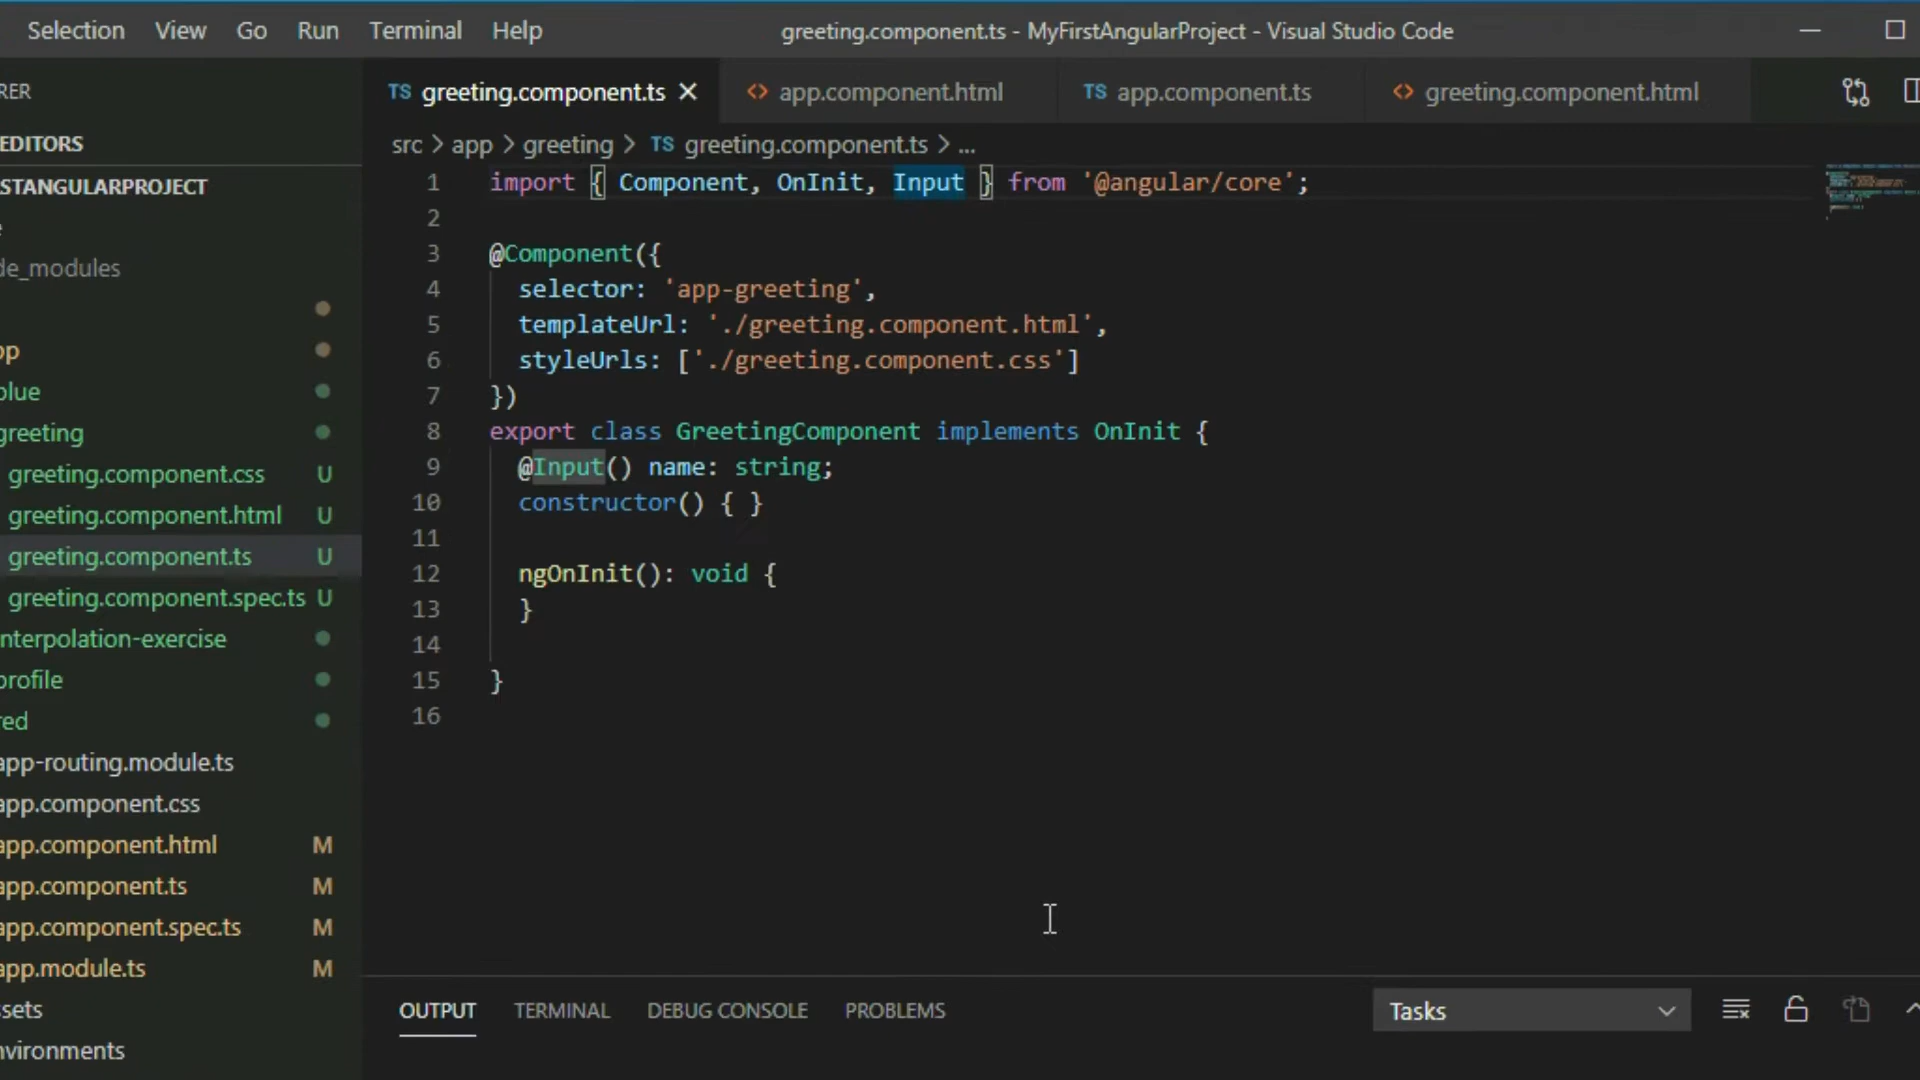 Selection View Go Run Terminal Help greeting.component.ts - MyFirstAngularProject - Visual Studio Code
RER
EDITORS
STANGULARPROJECT
e
de_modules
pp
blue
greeting
greeting.component.css U
greeting.component.html U
greeting.component.ts U
greeting.component.spec.ts U
nterpolation-exercise
profile
red
app-routing.module.ts
app.component.css
app.component.html M
app.component.ts M
app.component.spec.ts M
app.module.ts M
ssets
nvironments
TS greeting.component.ts <> app.component.html TS app.component.ts <> greeting.component.html
src > app > greeting > TS greeting.component.ts > ...
1 import { Component, OnInit, Input } from '@angular/core';
2
3 @Component({
4   selector: 'app-greeting',
5   templateUrl: './greeting.component.html',
6   styleUrls: ['./greeting.component.css']
7 })
8 export class GreetingComponent implements OnInit {
9   @Input() name: string;
10   constructor() { }
11
12   ngOnInit(): void {
13   }
14
15 }
16
OUTPUT TERMINAL DEBUG CONSOLE PROBLEMS Tasks